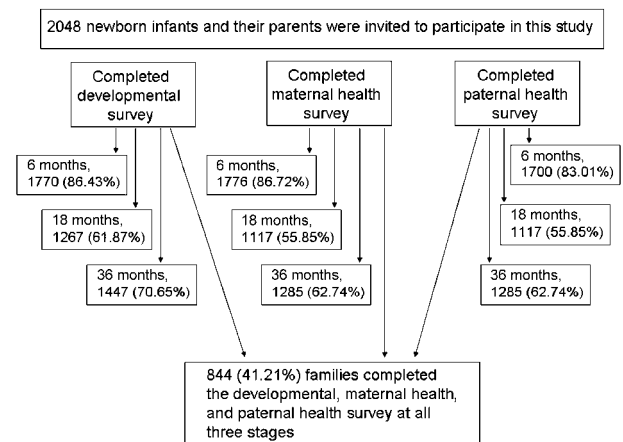 2048 newborn infants and their parents were invited to participate in this study
Completed
developmental
survey
6 months,
1770 (86.43%)
18 months,
1267 (61.87%)
36 months,
1447 (70.65%)
Completed
maternal health
survey
6 months,
1776 (86.72%)
18 months,
1117 (55.85%)
36 months,
1285 (62.74%)
Completed
paternal health
survey
6 months,
1700 (83.01%)
18 months,
1117 (55.85%)
36 months,
1285 (62.74%)
844 (41.21%) families completed
the developmental, maternal health,
and paternal health survey at all
three stages